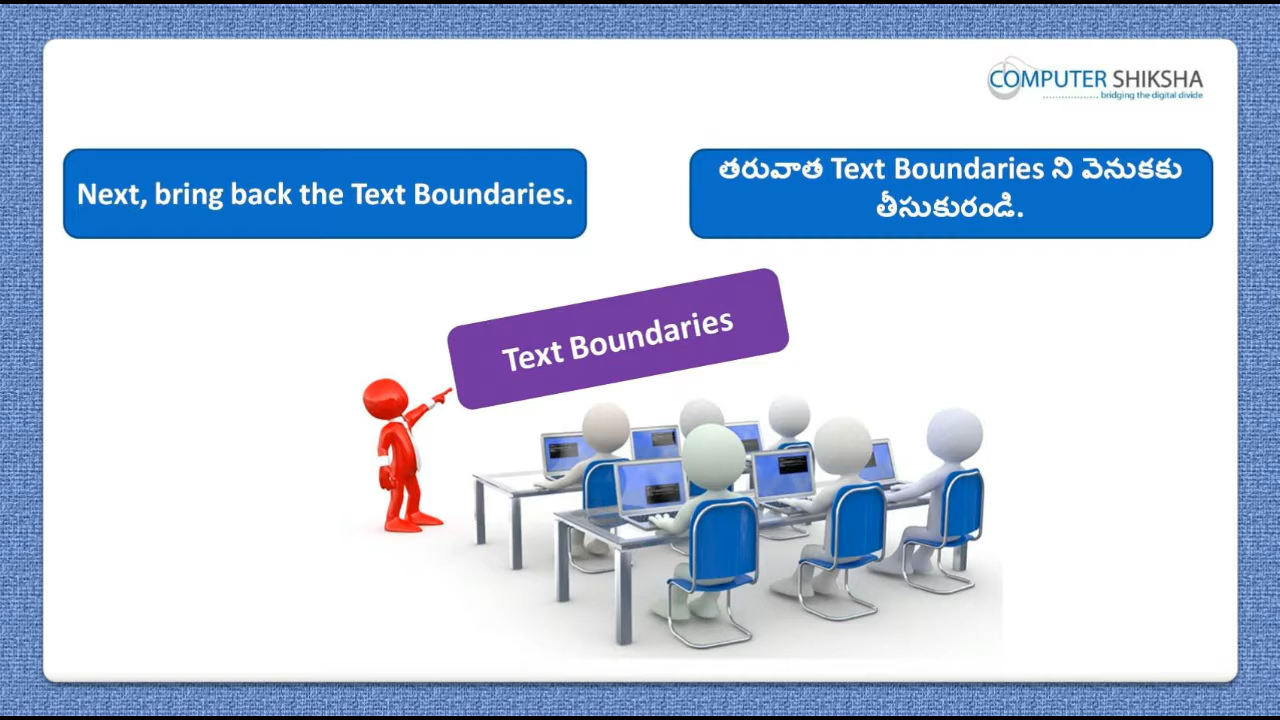 COMPUTER SHIKSHA
bridging the digital divide
Next, bring back the Text Boundaries.
తరువాత Text Boundaries ని వెనుకకు
తీసుకురండి.
Text Boundaries